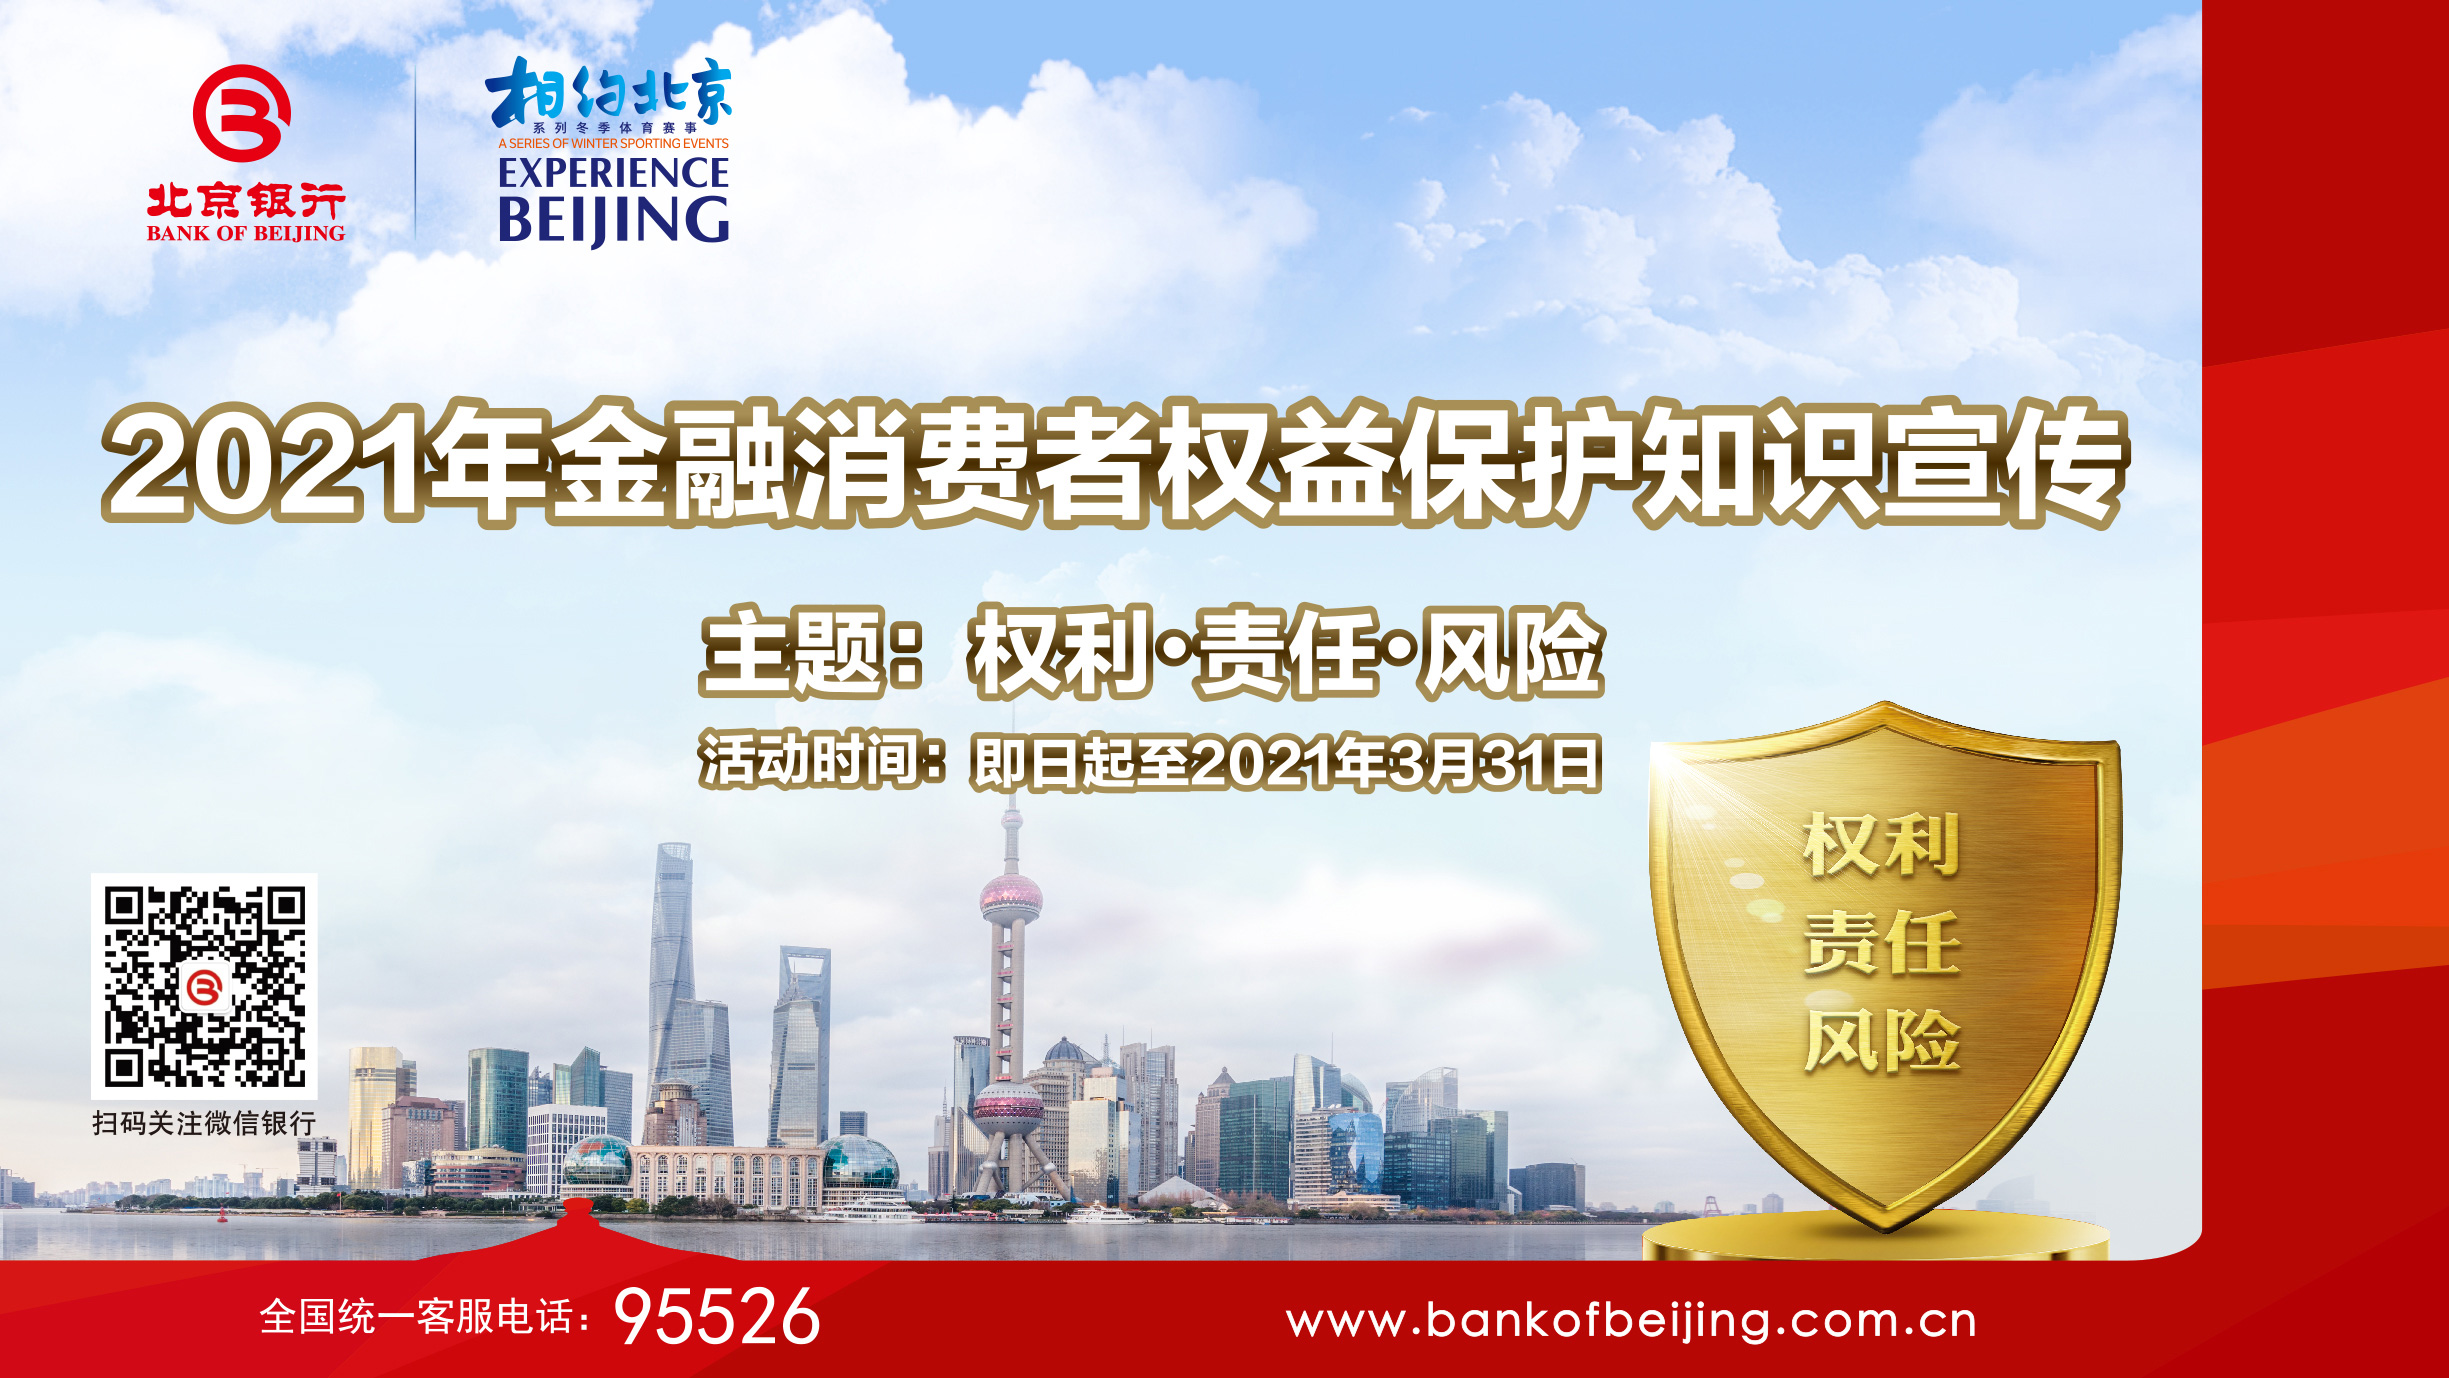 北京银行
BANK OF BEIJING
相约北京
系列冬季体育赛事
A SERIES OF WINTER SPORTING EVENTS
EXPERIENCE
BEIJING
2021年金融消费者权益保护知识宣传
主题：权利·责任·风险
活动时间：即日起至2021年3月31日
权利
责任
风险
扫码关注微信银行
全国统一客服电话：95526
www.bankofbeijing.com.cn